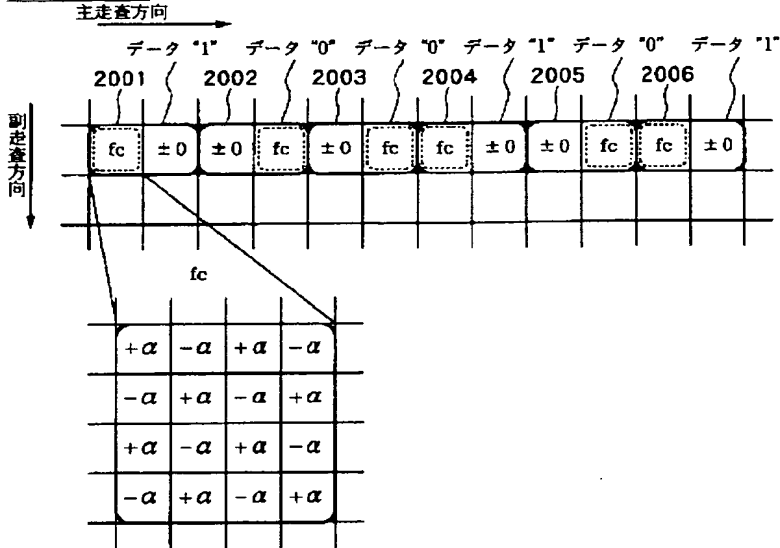 主走査方向
データ "1" データ "0" データ "0" データ "1" データ "0" データ "1"
2001 2002 2003 2004 2005 2006
副走査方向
fc ±0 ±0 fc ±0 fc fc ±0 ±0 fc fc ±0
fc
+α −α +α −α
−α +α −α +α
+α −α +α −α
−α +α −α +α